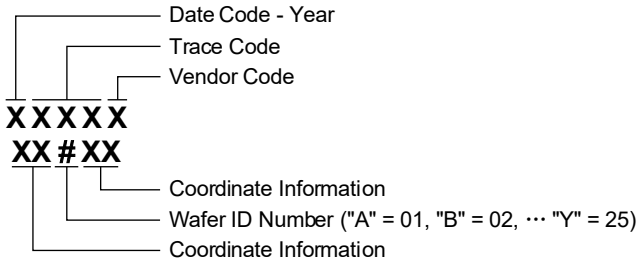 Date Code - Year
Trace Code
Vendor Code
XXXXX
XX#XX
Coordinate Information
Wafer ID Number ("A" = 01, "B" = 02, ··· "Y" = 25)
Coordinate Information